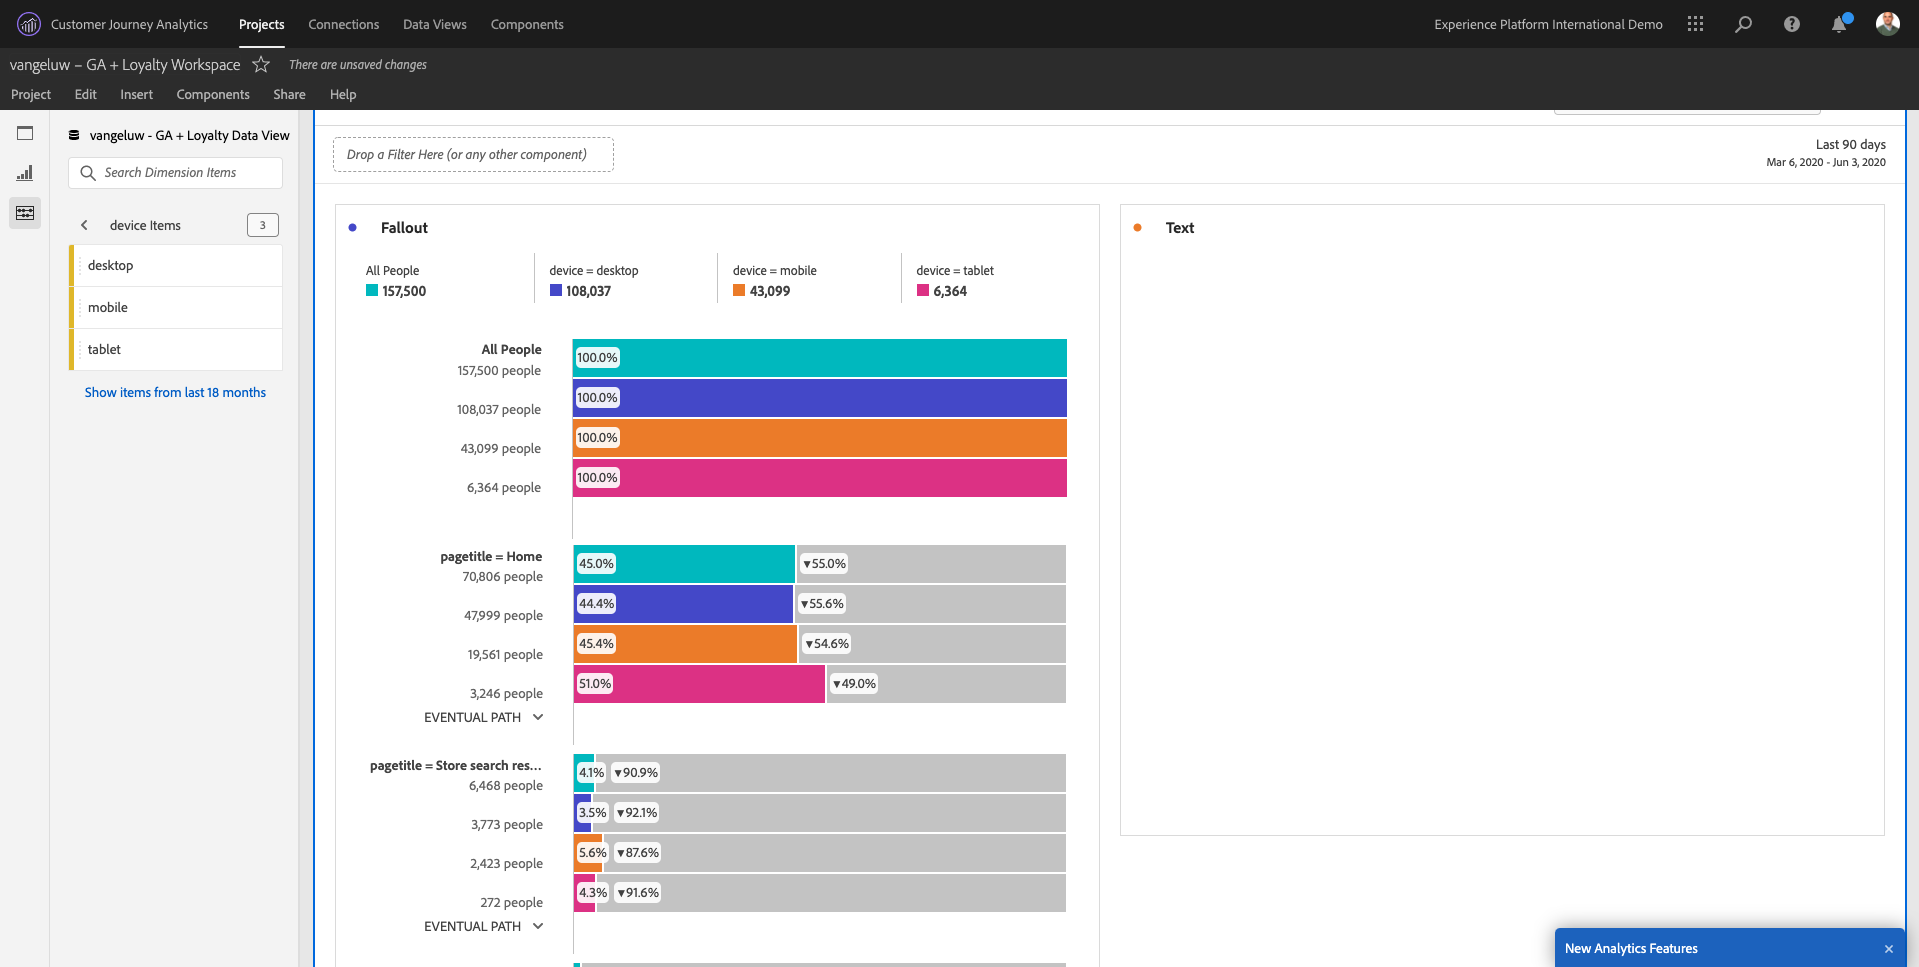 Customer Journey Analytics Projects Connections Data Views Components Experience Platform International Demo
vangeluw – GA + Loyalty Workspace There are unsaved changes
Project Edit Insert Components Share Help
vangeluw - GA + Loyalty Data View
Search Dimension Items
device Items 3
desktop
mobile
tablet
Show items from last 18 months
Drop a Filter Here (or any other component)
Last 90 days
Mar 6, 2020 - Jun 3, 2020
Fallout
All People
157,500
device = desktop
108,037
device = mobile
43,099
device = tablet
6,364
All People
157,500 people
100.0%
108,037 people
100.0%
43,099 people
100.0%
6,364 people
100.0%
pagetitle = Home
70,806 people
45.0% ▼55.0%
47,999 people
44.4% ▼55.6%
19,561 people
45.4% ▼54.6%
3,246 people
51.0% ▼49.0%
EVENTUAL PATH
pagetitle = Store search res...
6,468 people
4.1% ▼90.9%
3,773 people
3.5% ▼92.1%
2,423 people
5.6% ▼87.6%
272 people
4.3% ▼91.6%
EVENTUAL PATH
Text
New Analytics Features ×